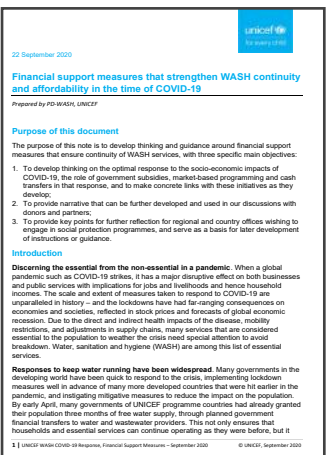 unicef
for every child
22 September 2020
Financial support measures that strengthen WASH continuity
and affordability in the time of COVID-19
Prepared by PD-WASH, UNICEF
Purpose of this document
The purpose of this note is to develop thinking and guidance around financial support
measures that ensure continuity of WASH services, with three specific main objectives:
1. To develop thinking on the optimal response to the socio-economic impacts of
COVID-19, the role of government subsidies, market-based programming and cash
transfers in that response, and to make concrete links with these initiatives as they
develop;
2. To provide narrative that can be further developed and used in our discussions with
donors and partners;
3. To provide key points for further reflection for regional and country offices wishing to
engage in social protection programmes, and serve as a basis for later development
of instructions or guidance.
Introduction
Discerning the essential from the non-essential in a pandemic. When a global
pandemic such as COVID-19 strikes, it has a major disruptive effect on both businesses
and public services with implications for jobs and livelihoods and hence household
incomes. The scale and extent of measures taken to respond to COVID-19 are
unparalleled in history – and the lockdowns have had far-ranging consequences on
economies and societies, reflected in stock prices and forecasts of global economic
recession. Due to the direct and indirect health impacts of the disease, mobility
restrictions, and adjustments in supply chains, many services that are considered
essential to the population to weather the crisis need special attention to avoid
breakdown. Water, sanitation and hygiene (WASH) are among this list of essential
services.
Responses to keep water running have been widespread. Many governments in the
developing world have been quick to respond to the crisis, implementing lockdown
measures well in advance of many more developed countries that were hit earlier in the
pandemic, and instigating mitigative measures to reduce the impact on the population.
By early April, many governments of UNICEF programme countries had already granted
their population three months of free water supply, through planned government
financial transfers to water and wastewater providers. This not only ensures that
households and essential services can continue operating as they were before, but it
1 | UNICEF WASH COVID-19 Response, Financial Support Measures – September 2020 © UNICEF, September 2020